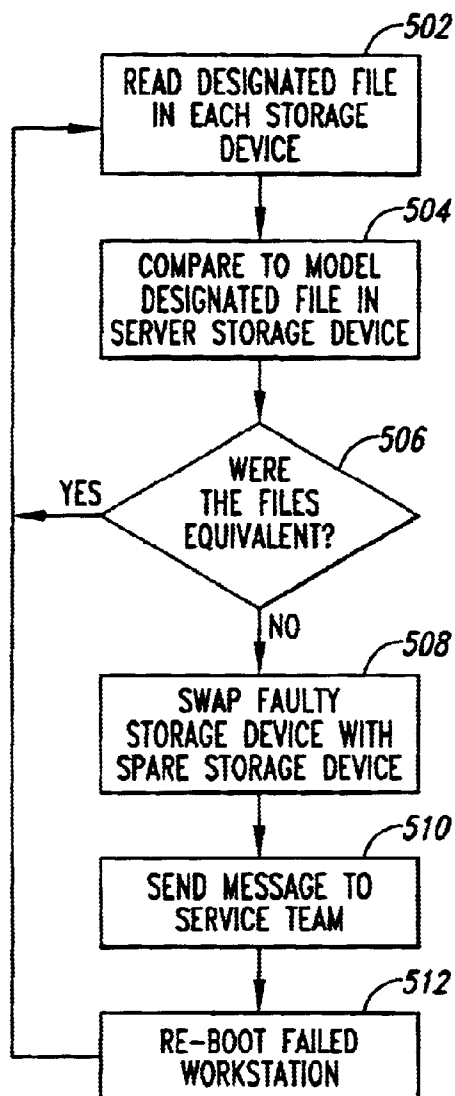 502
READ DESIGNATED FILE
IN EACH STORAGE
DEVICE
504
COMPARE TO MODEL
DESIGNATED FILE IN
SERVER STORAGE DEVICE
506
WERE
THE FILES
EQUIVALENT?
YES
NO
508
SWAP FAULTY
STORAGE DEVICE WITH
SPARE STORAGE DEVICE
510
SEND MESSAGE TO
SERVICE TEAM
512
RE-BOOT FAILED
WORKSTATION